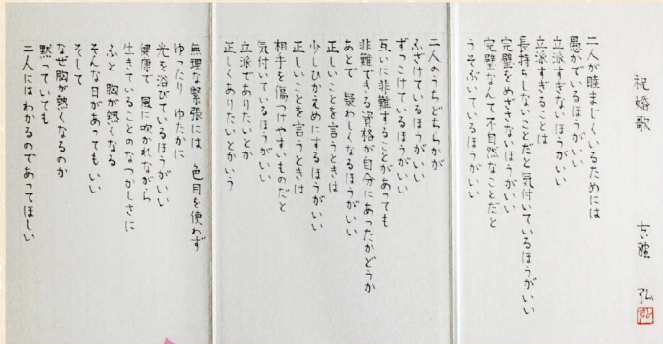 祝婚歌
吉野 弘
弘
二人が睦まじくいるためには
愚かでいるほうがいい
立派すぎないほうがいい
立派すぎることは
長持ちしないことだと気付いているほうがいい
完璧をめざさないほうがいい
完璧なんて不自然なことだと
うそぶいているほうがいい
二人のうちどちらかが
ふざけているほうがいい
ずっこけているほうがいい
互いに非難することがあっても
非難できる資格が自分にあったかどうか
あとで 疑わしくなるほうがいい
正しいことを言うときは
少しひかえめにするほうがいい
正しいことを言うときは
相手を傷つけやすいものだと
気付いているほうがいい
立派でありたいとか
正しくありたいとかいう
無理な緊張には 色目を使わず
ゆったり ゆたかに
光を浴びているほうがいい
健康で 風に吹かれながら
生きていることのなつかしさに
ふと 胸が熱くなる
そんな日があってもいい
そして
なぜ胸が熱くなるのか
黙っていても
二人にはわかるのであってほしい